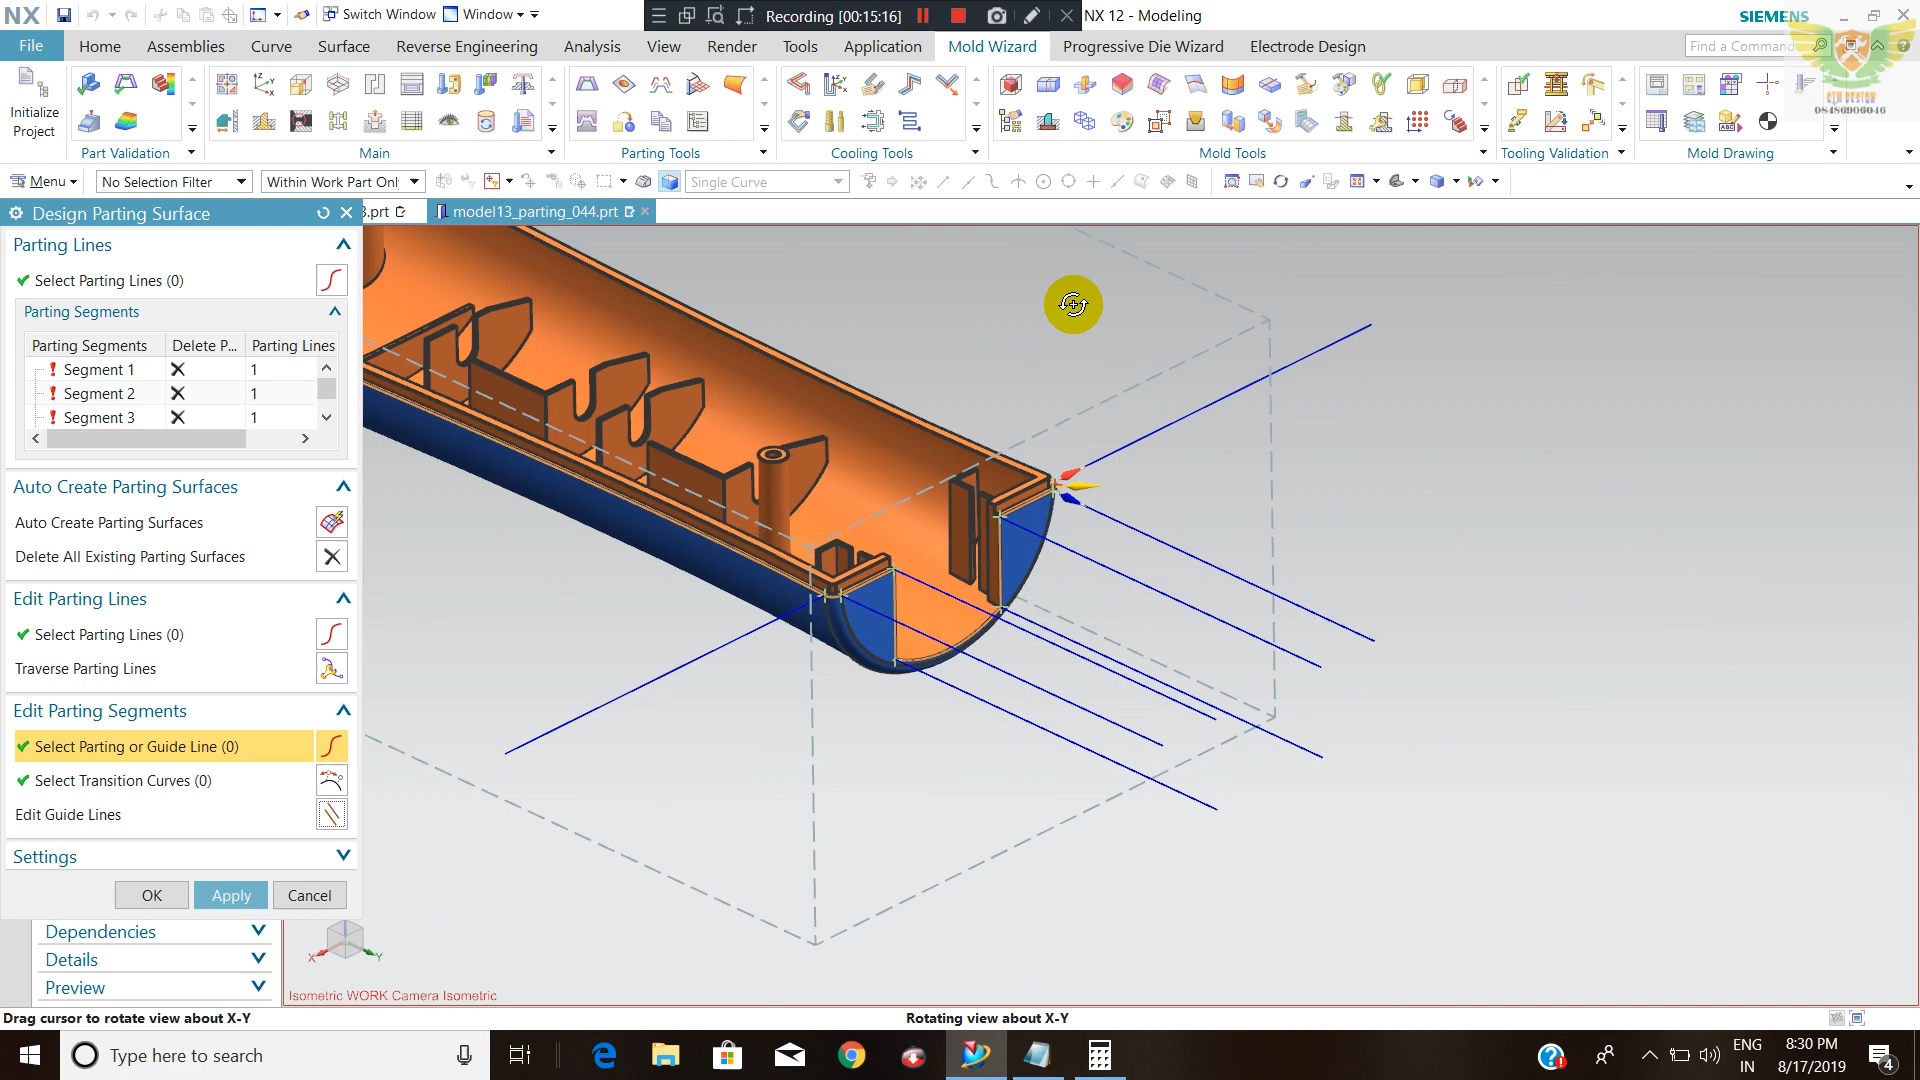 NX Switch Window Window Recording [00:15:16] NX 12 - Modeling SIEMENS
File Home Assemblies Curve Surface Reverse Engineering Analysis View Render Tools Application Mold Wizard Progressive Die Wizard Electrode Design Find a Command
Initialize
Project
Part Validation Main Parting Tools Cooling Tools Mold Tools Tooling Validation Mold Drawing
CTM DESIGN
08486906046
Menu No Selection Filter Within Work Part Onl Single Curve
Design Parting Surface 3.prt model13_parting_044.prt
Parting Lines
Select Parting Lines (0)
Parting Segments
Parting Segments Delete P... Parting Lines
Segment 1 1
Segment 2 1
Segment 3 1
Auto Create Parting Surfaces
Auto Create Parting Surfaces
Delete All Existing Parting Surfaces
Edit Parting Lines
Select Parting Lines (0)
Traverse Parting Lines
Edit Parting Segments
Select Parting or Guide Line (0)
Select Transition Curves (0)
Edit Guide Lines
Settings
OK Apply Cancel
Dependencies
Details
Preview
X Y
Isometric WORK Camera Isometric
Drag cursor to rotate view about X-Y Rotating view about X-Y
Type here to search
ENG
IN
8:30 PM
8/17/2019
4